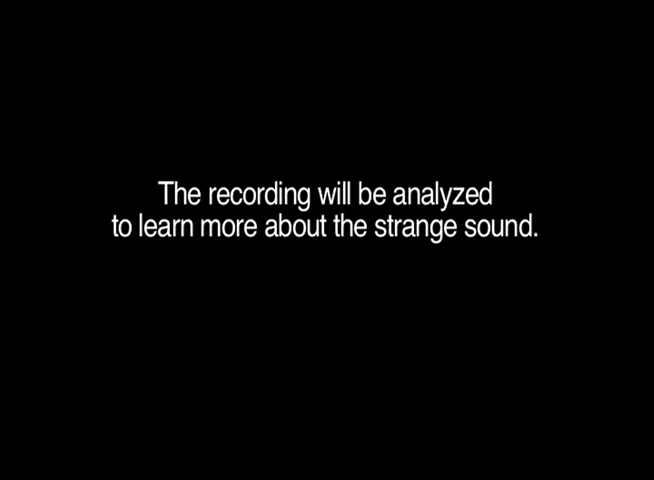 The recording will be analyzed
to learn more about the strange sound.